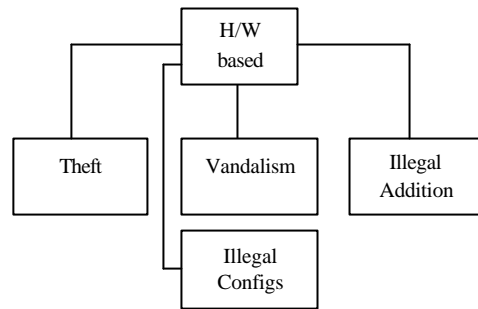 H/W
based
Theft
Vandalism
Illegal
Addition
Illegal
Configs